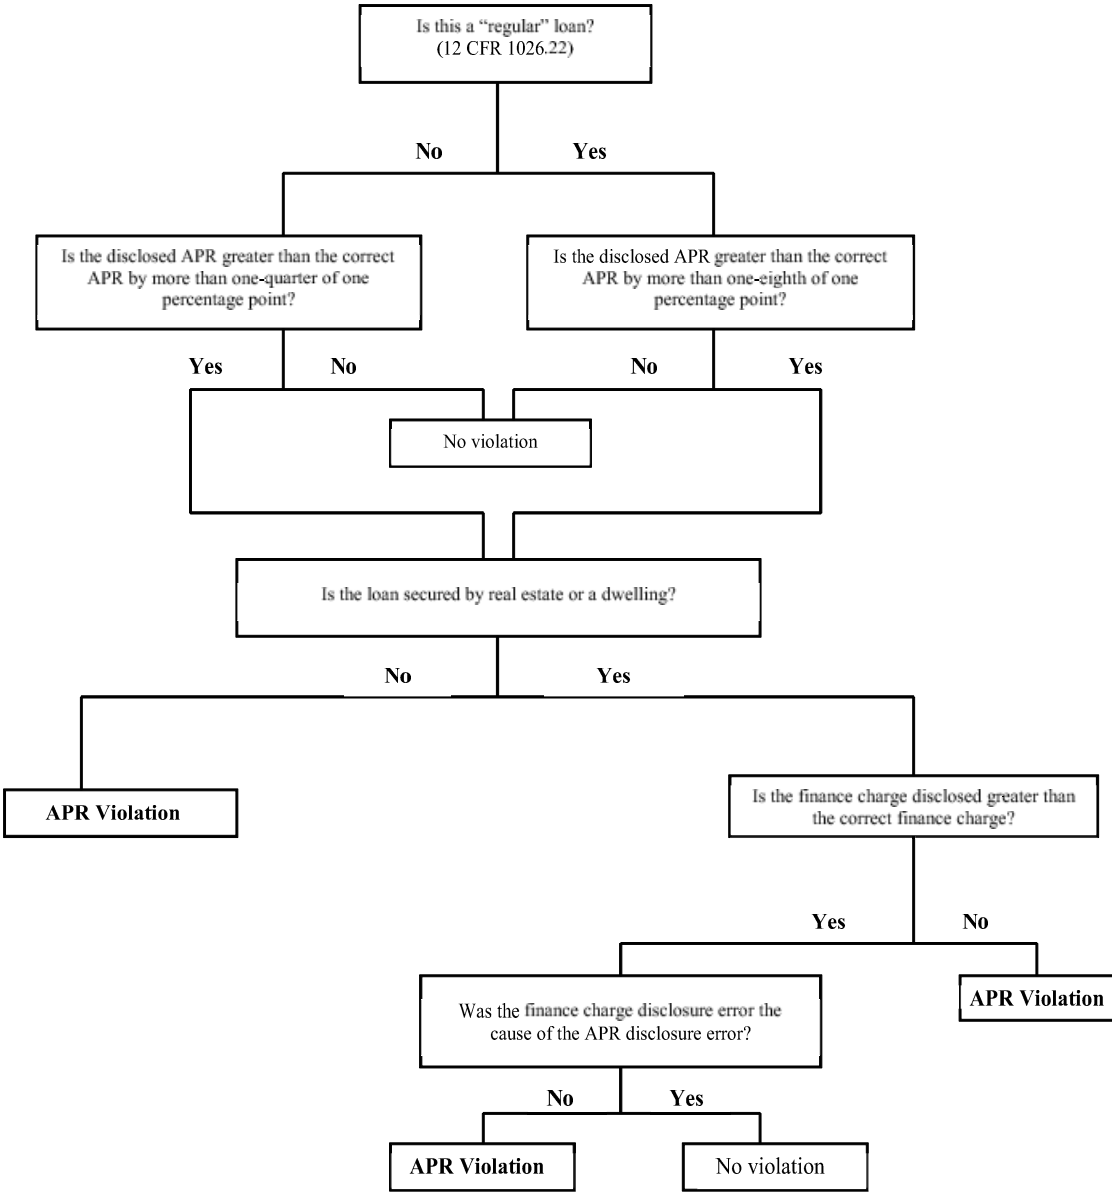 Is this a “regular” loan?
(12 CFR 1026.22)
No
Yes
Is the disclosed APR greater than the correct
APR by more than one-quarter of one
percentage point?
Is the disclosed APR greater than the correct
APR by more than one-eighth of one
percentage point?
Yes
No
No
Yes
No violation
Is the loan secured by real estate or a dwelling?
No
Yes
APR Violation
Is the finance charge disclosed greater than
the correct finance charge?
Yes
No
Was the finance charge disclosure error the
cause of the APR disclosure error?
APR Violation
No
Yes
APR Violation
No violation